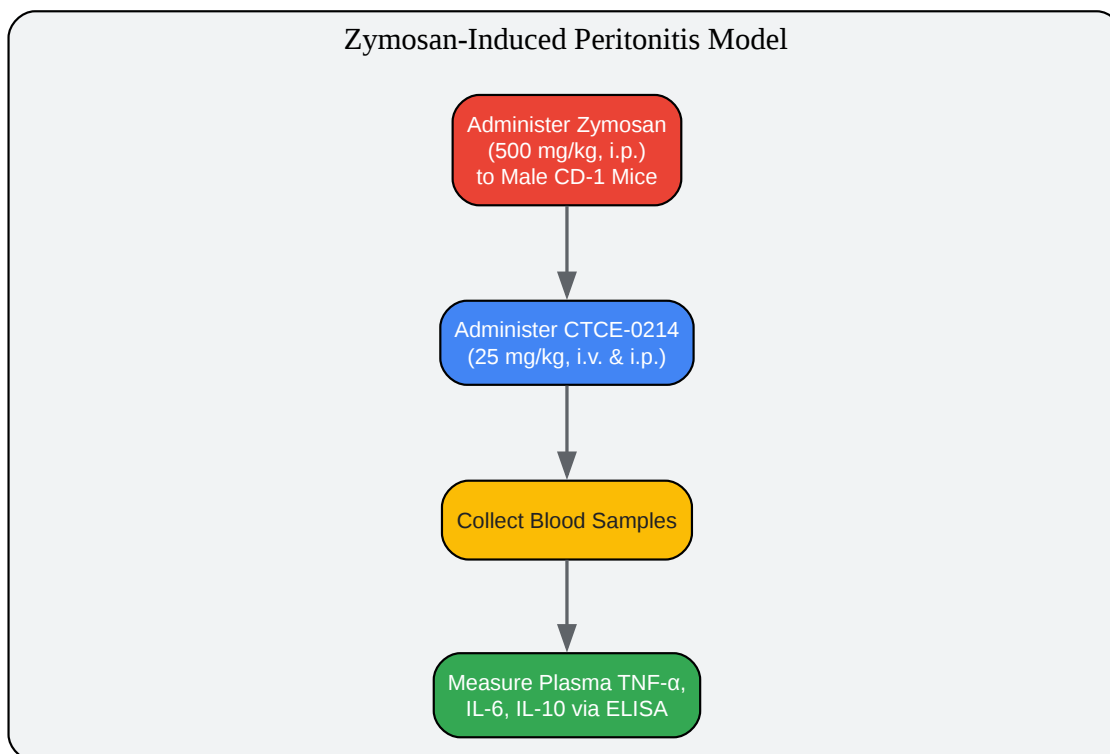 Zymosan-Induced Peritonitis Model
Administer Zymosan
(500 mg/kg, i.p.)
to Male CD-1 Mice
Administer CTCE-0214
(25 mg/kg, i.v. & i.p.)
Collect Blood Samples
Measure Plasma TNF-α,
IL-6, IL-10 via ELISA